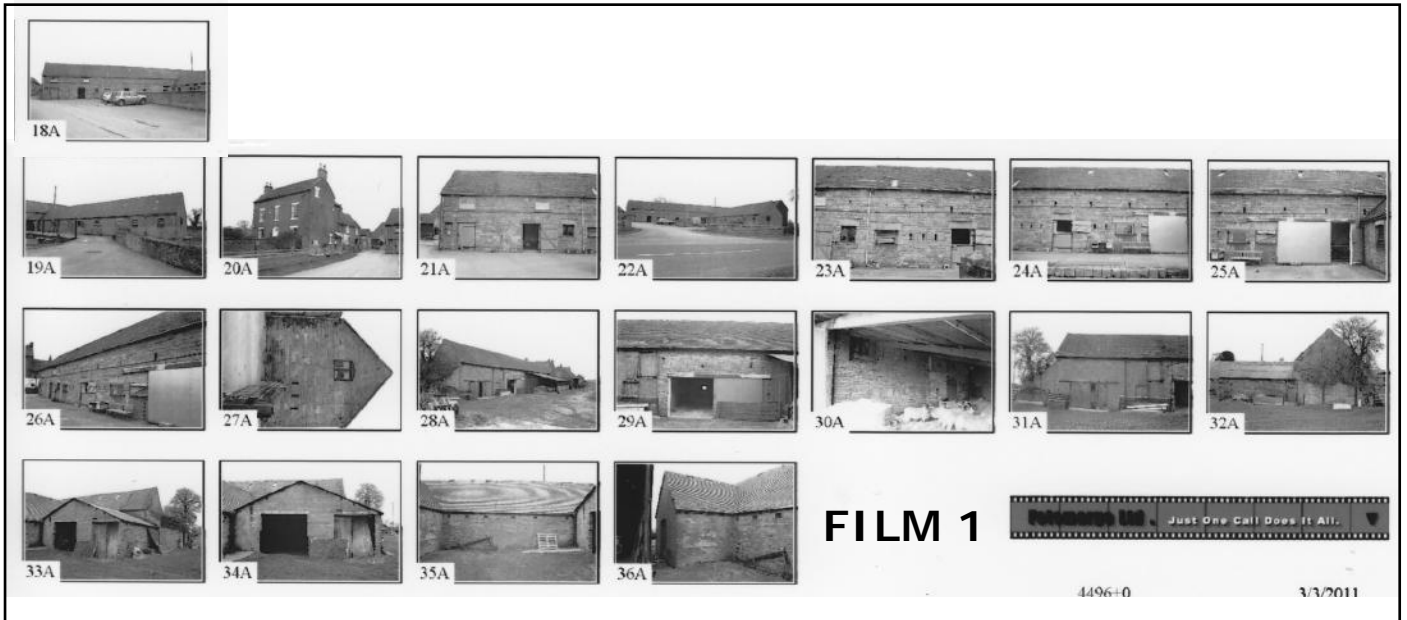 18A
19A 20A 21A 22A 23A 24A 25A
26A 27A 28A 29A 30A 31A 32A
33A 34A 35A 36A FILM 1 Ltd. Just One Call Does It All.
4496+0 3/3/2011